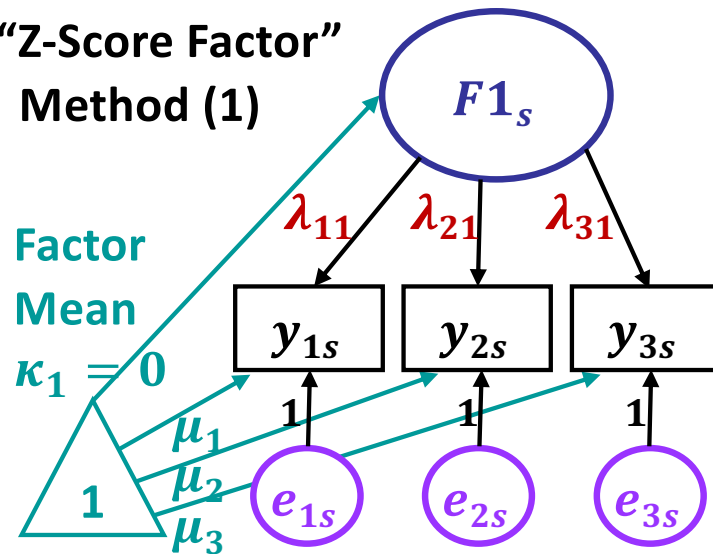 “Z-Score Factor”
Method (1)
F1ₛ
λ₁₁ λ₂₁ λ₃₁
Factor
Mean
κ₁ = 0
y₁ₛ y₂ₛ y₃ₛ
1 1 1
μ₁
μ₂
μ₃
1
e₁ₛ e₂ₛ e₃ₛ